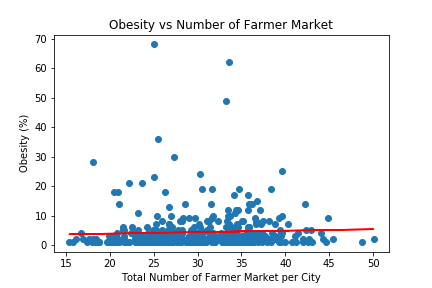 Obesity vs Number of Farmer Market
70
60
50
40
30
20
10
0
Obesity (%)
15 20 25 30 35 40 45 50
Total Number of Farmer Market per City